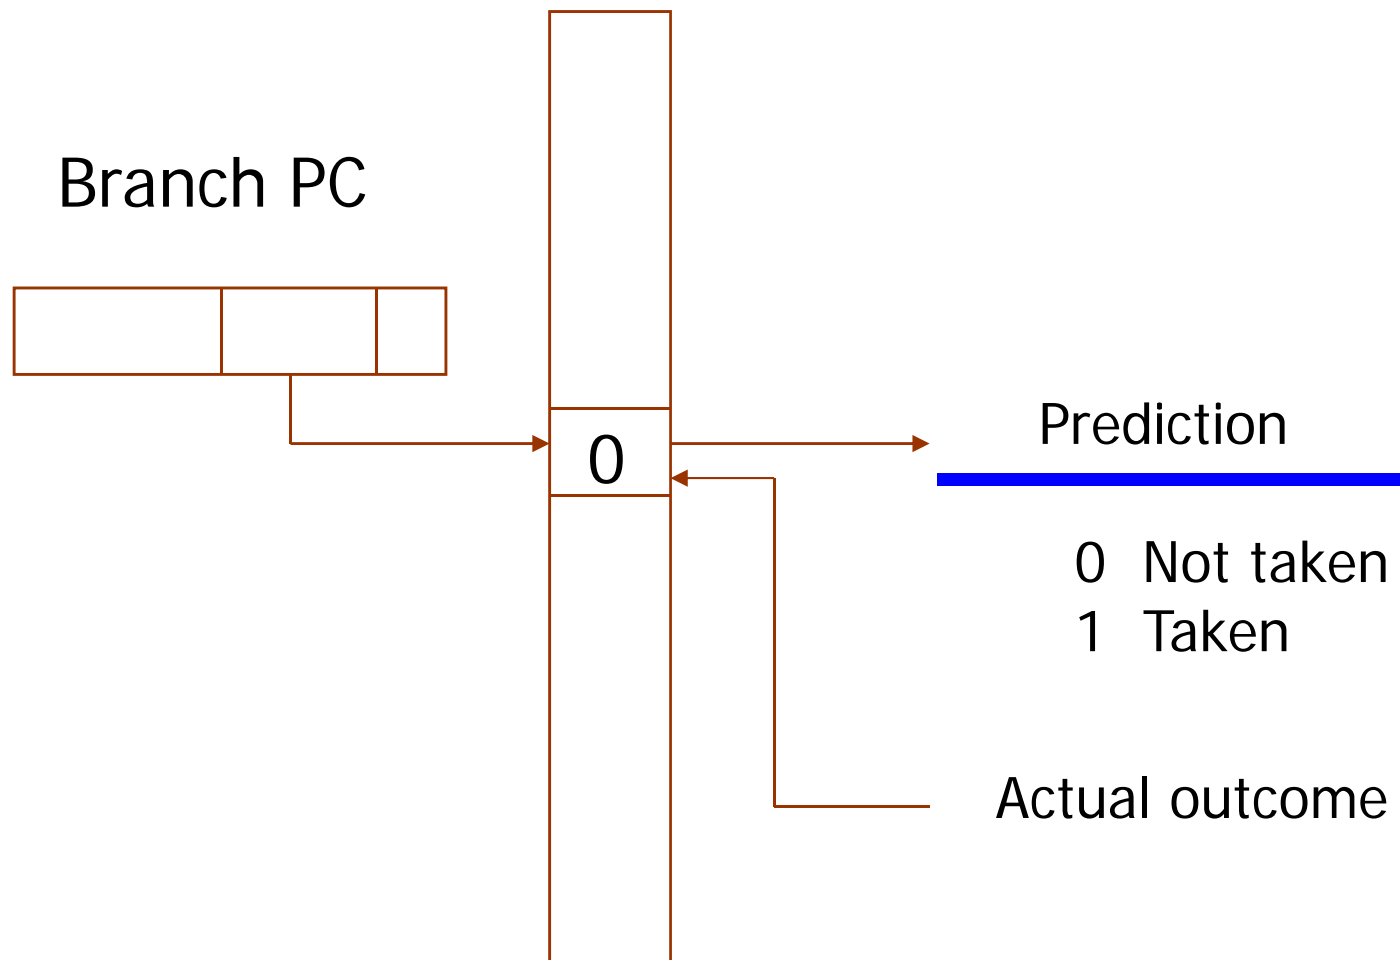 Branch PC
0
Prediction
0 Not taken
1 Taken
Actual outcome